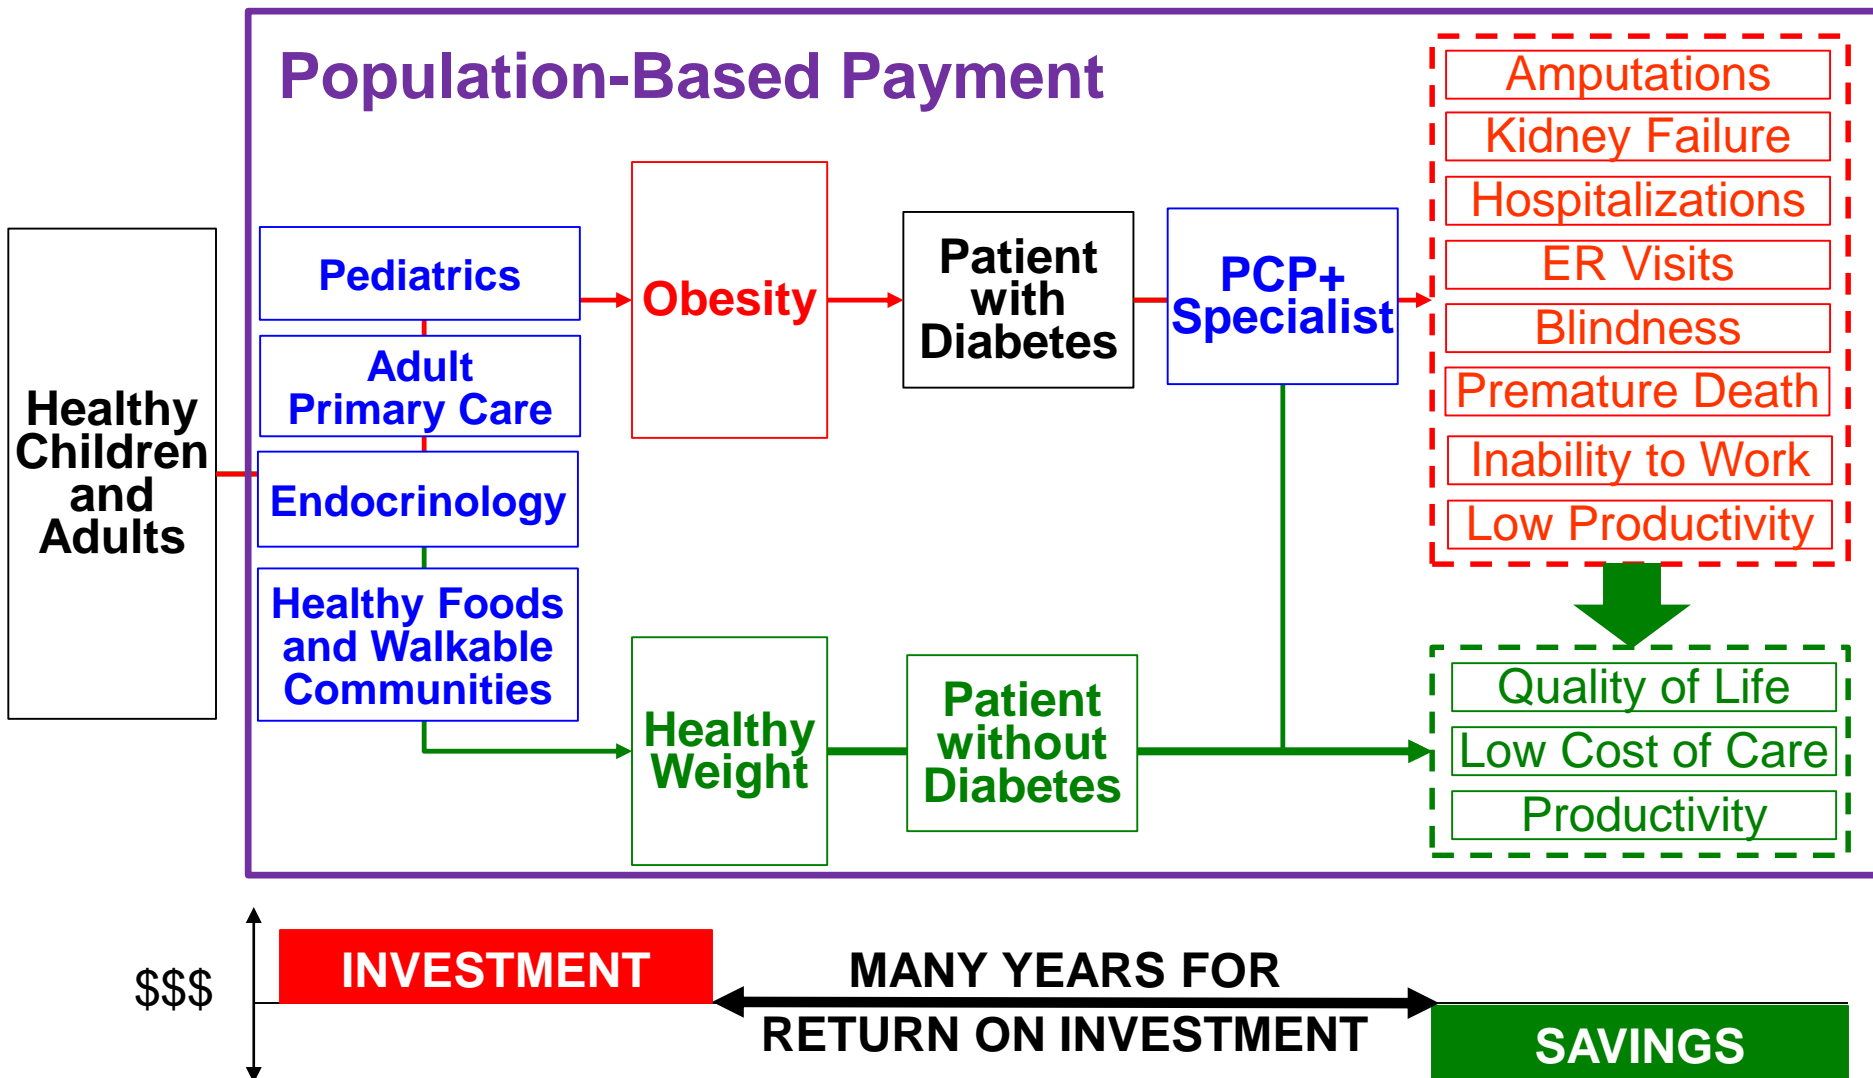 Population-Based Payment
Healthy
Children
and
Adults
Pediatrics
Adult
Primary Care
Endocrinology
Healthy Foods
and Walkable
Communities
Obesity
Patient
with
Diabetes
PCP+
Specialist
Healthy
Weight
Patient
without
Diabetes
Amputations
Kidney Failure
Hospitalizations
ER Visits
Blindness
Premature Death
Inability to Work
Low Productivity
Quality of Life
Low Cost of Care
Productivity
$$$
INVESTMENT
MANY YEARS FOR
RETURN ON INVESTMENT
SAVINGS